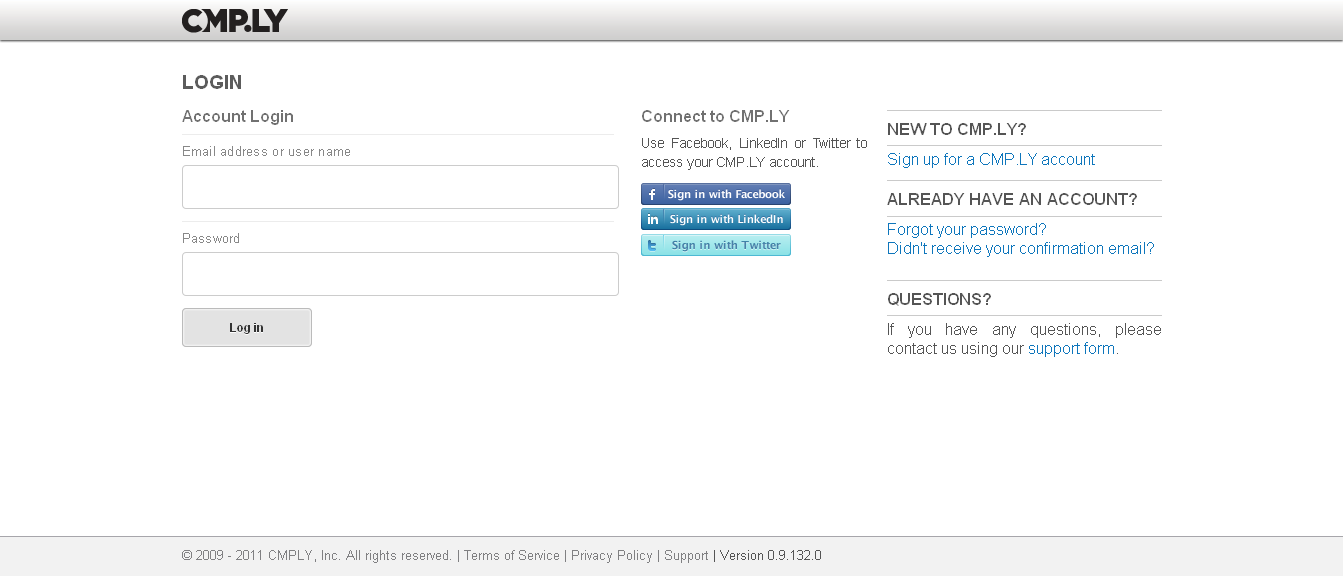 CMP.LY
LOGIN
Account Login
Email address or user name
Password
Log in
Connect to CMP.LY
Use Facebook, LinkedIn or Twitter to
access your CMP.LY account.
Sign in with Facebook
Sign in with LinkedIn
Sign in with Twitter
NEW TO CMP.LY?
Sign up for a CMP.LY account
ALREADY HAVE AN ACCOUNT?
Forgot your password?
Didn't receive your confirmation email?
QUESTIONS?
If you have any questions, please
contact us using our support form.
© 2009 - 2011 CMPLY, Inc. All rights reserved. | Terms of Service | Privacy Policy | Support | Version 0.9.132.0